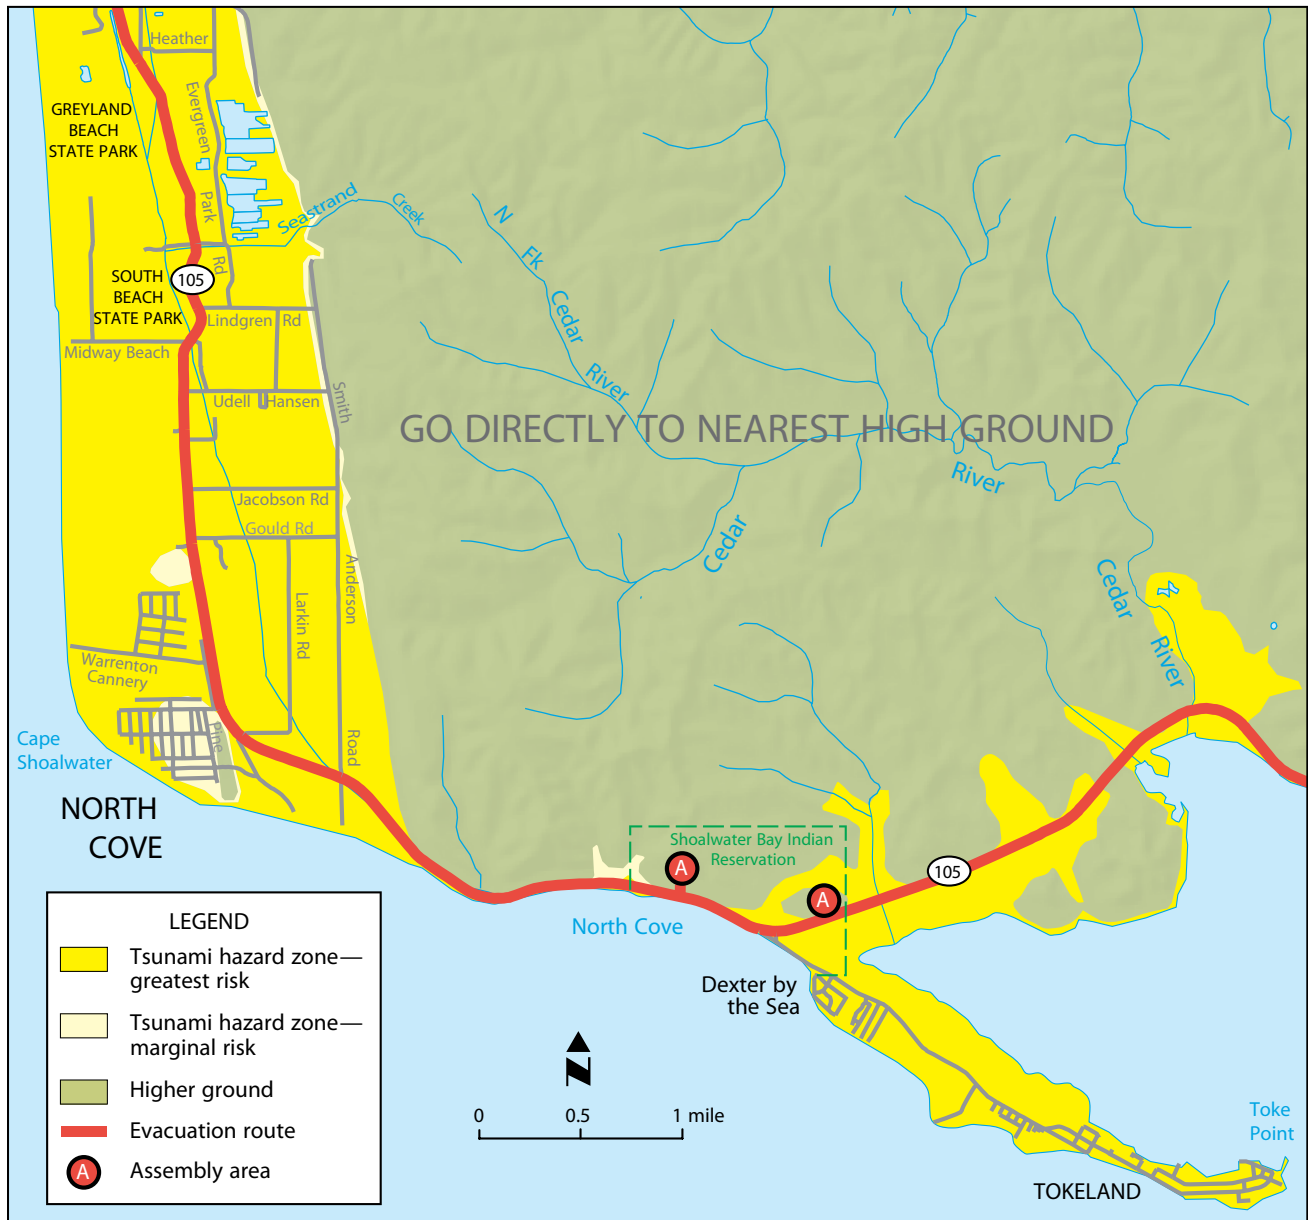 Heather
Evergreen
Park
Rd
GREYLAND
BEACH
STATE PARK
Seastrand
Creek
N
Fk
Cedar
River
SOUTH
BEACH
STATE PARK
105
Lindgren Rd
Midway Beach
Udell
Hansen
Smith
GO DIRECTLY TO NEAREST HIGH GROUND
River
Jacobson Rd
Gould Rd
Cedar
Anderson
Larkin Rd
Cedar
River
Warrenton
Cannery
Pine
Road
Cape
Shoalwater
NORTH
COVE
Shoalwater Bay Indian
Reservation
A
A
105
North Cove
Dexter by
the Sea
LEGEND
Tsunami hazard zone—
greatest risk
Tsunami hazard zone—
marginal risk
Higher ground
Evacuation route
A
Assembly area
N
0 0.5 1 mile
Toke
Point
TOKELAND